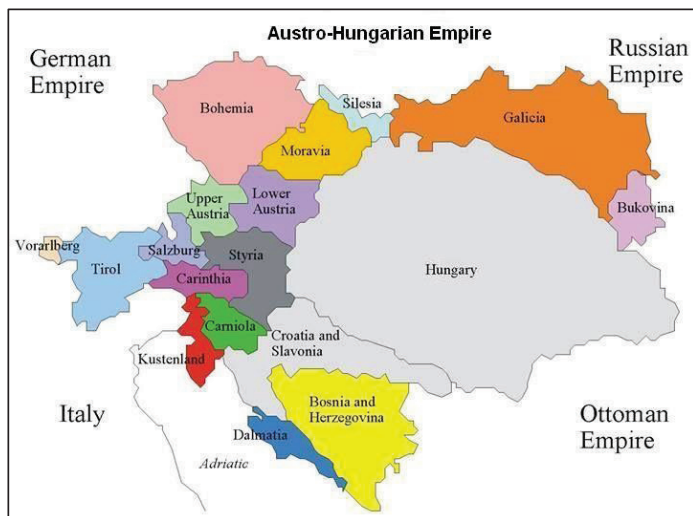 Austro-Hungarian Empire
German
Empire
Russian
Empire
Bohemia
Silesia
Galicia
Moravia
Upper
Austria
Lower
Austria
Bukovina
Vorarlberg
Tirol
Salzburg
Styria
Carinthia
Hungary
Carniola
Kustenland
Croatia and
Slavonia
Italy
Bosnia and
Herzegovina
Ottoman
Empire
Dalmatia
Adriatic